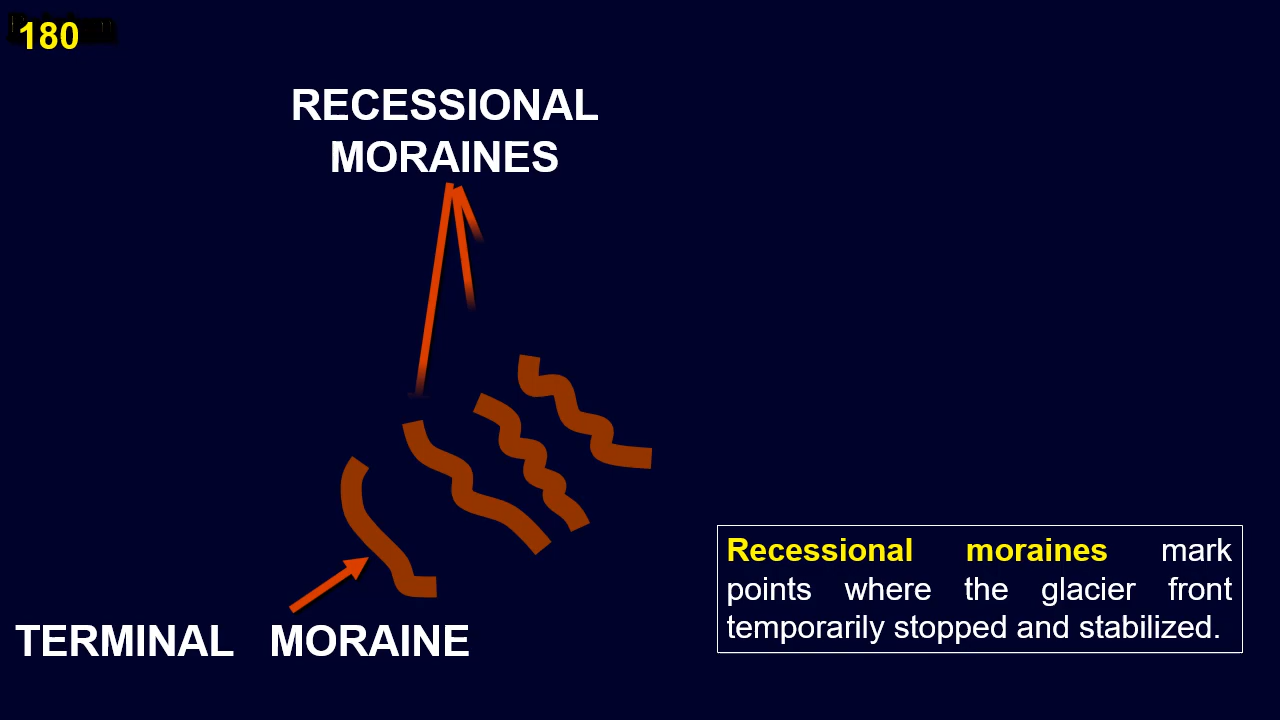 180
RECESSIONAL
MORAINES
TERMINAL MORAINE
Recessional moraines mark
points where the glacier front
temporarily stopped and stabilized.